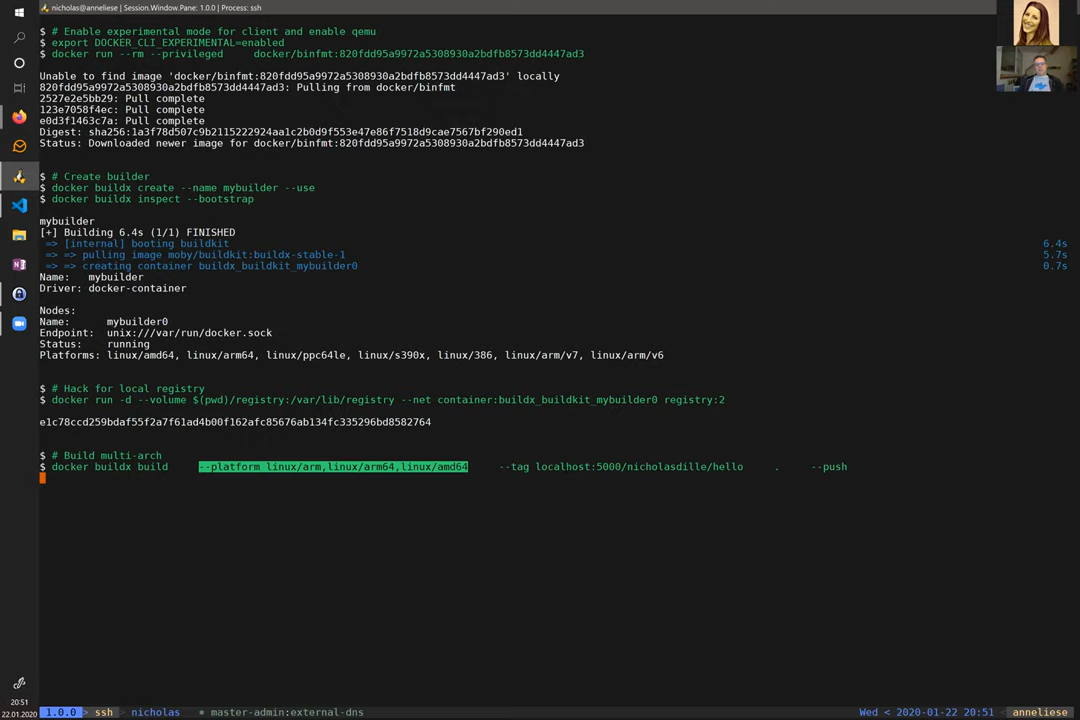 nicholas@anneliese | Session.Window.Pane: 1.0.0 | Process: ssh
$ # Enable experimental mode for client and enable qemu
$ export DOCKER_CLI_EXPERIMENTAL=enabled
$ docker run --rm --privileged docker/binfmt:820fdd95a9972a5308930a2bdfb8573dd4447ad3
Unable to find image 'docker/binfmt:820fdd95a9972a5308930a2bdfb8573dd4447ad3' locally
820fdd95a9972a5308930a2bdfb8573dd4447ad3: Pulling from docker/binfmt
2527e2e5bb29: Pull complete
123e7058f4ec: Pull complete
e0d3f1463c7a: Pull complete
Digest: sha256:1a3f78d507c9b2115222924aa1c2b0d9f553e47e86f7518d9cae7567bf290ed1
Status: Downloaded newer image for docker/binfmt:820fdd95a9972a5308930a2bdfb8573dd4447ad3
$ # Create builder
$ docker buildx create --name mybuilder --use
$ docker buildx inspect --bootstrap
mybuilder
[+] Building 6.4s (1/1) FINISHED
=> [internal] booting buildkit 6.4s
=> => pulling image moby/buildkit:buildx-stable-1 5.7s
=> => creating container buildx_buildkit_mybuilder0 0.7s
Name: mybuilder
Driver: docker-container
Nodes:
Name: mybuilder0
Endpoint: unix:///var/run/docker.sock
Status: running
Platforms: linux/amd64, linux/arm64, linux/ppc64le, linux/s390x, linux/386, linux/arm/v7, linux/arm/v6
$ # Hack for local registry
$ docker run -d --volume $(pwd)/registry:/var/lib/registry --net container:buildx_buildkit_mybuilder0 registry:2
e1c78ccd259bdaf55f2a7f61ad4b00f162afc85676ab134fc335296bd8582764
$ # Build multi-arch
$ docker buildx build --platform linux/arm,linux/arm64,linux/amd64 --tag localhost:5000/nicholasdille/hello . --push
20:51
22.01.2020
1.0.0 > ssh > nicholas * master-admin:external-dns Wed < 2020-01-22 20:51 < anneliese